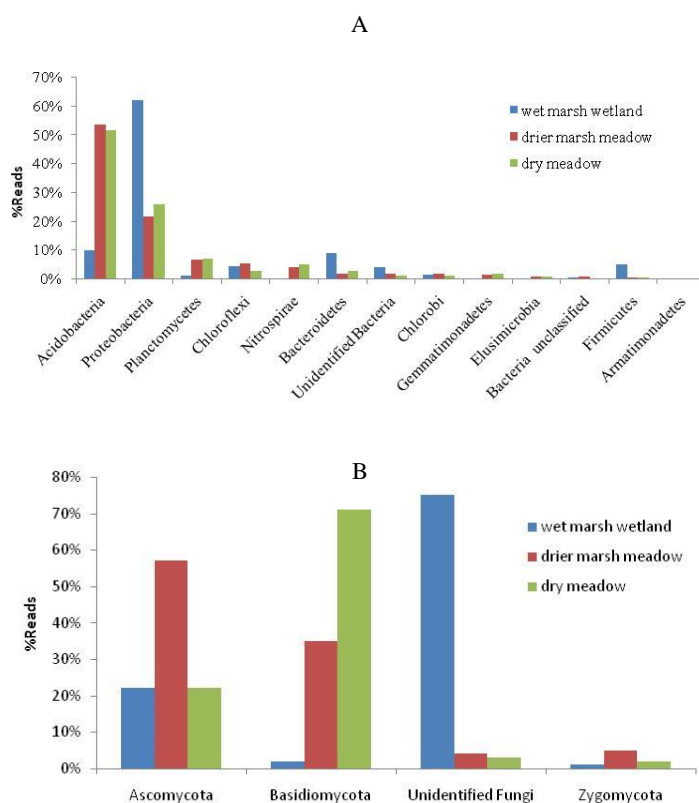 A
70%
60%
50%
40%
30%
20%
10%
0%
%Reads
wet marsh wetland
drier marsh meadow
dry meadow
Acidobacteria
Proteobacteria
Planctomycetes
Chloroflexi
Nitrospirae
Bacteroidetes
Unidentified Bacteria
Chlorobi
Gemmatimonadetes
Elusimicrobia
Bacteria unclassified
Firmicutes
Armatimonadetes
B
80%
70%
60%
50%
40%
30%
20%
10%
0%
%Reads
wet marsh wetland
drier marsh meadow
dry meadow
Ascomycota
Basidiomycota
Unidentified Fungi
Zygomycota